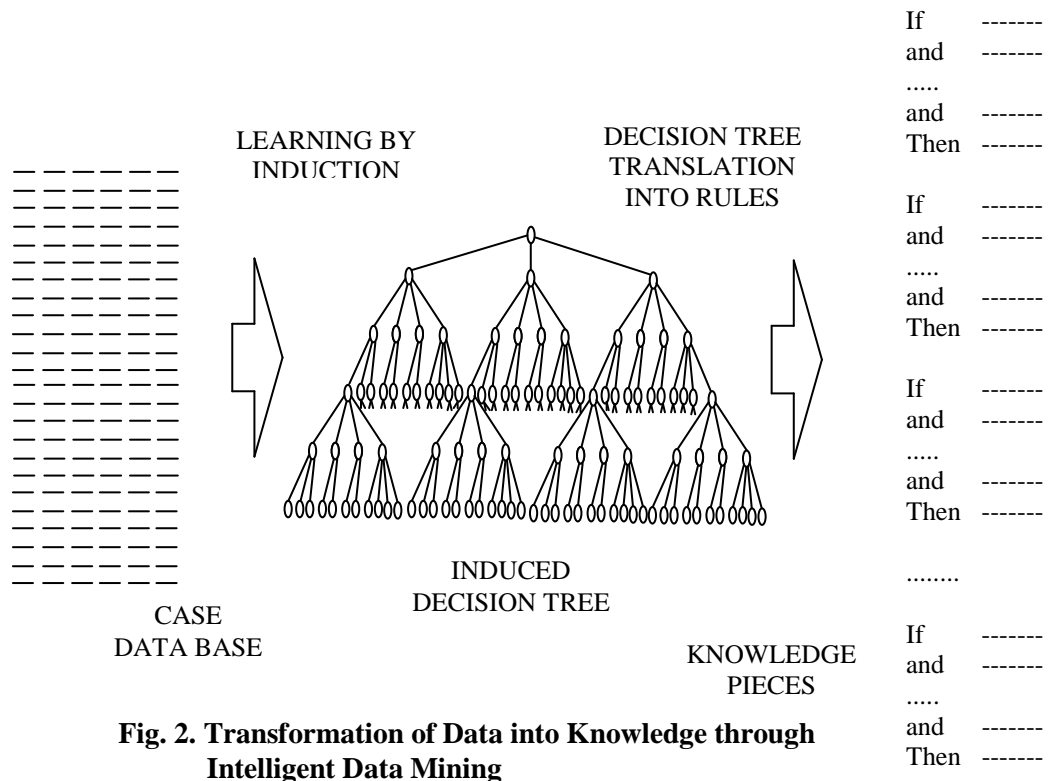 LEARNING BY
INDUCTION
DECISION TREE
TRANSLATION
INTO RULES
INDUCED
DECISION TREE
CASE
DATA BASE
KNOWLEDGE
PIECES
If -------
and -------
.....
and -------
Then -------
If -------
and -------
.....
and -------
Then -------
If -------
and -------
.....
and -------
Then -------
........
If -------
and -------
.....
and -------
Then -------
Fig. 2. Transformation of Data into Knowledge through
Intelligent Data Mining